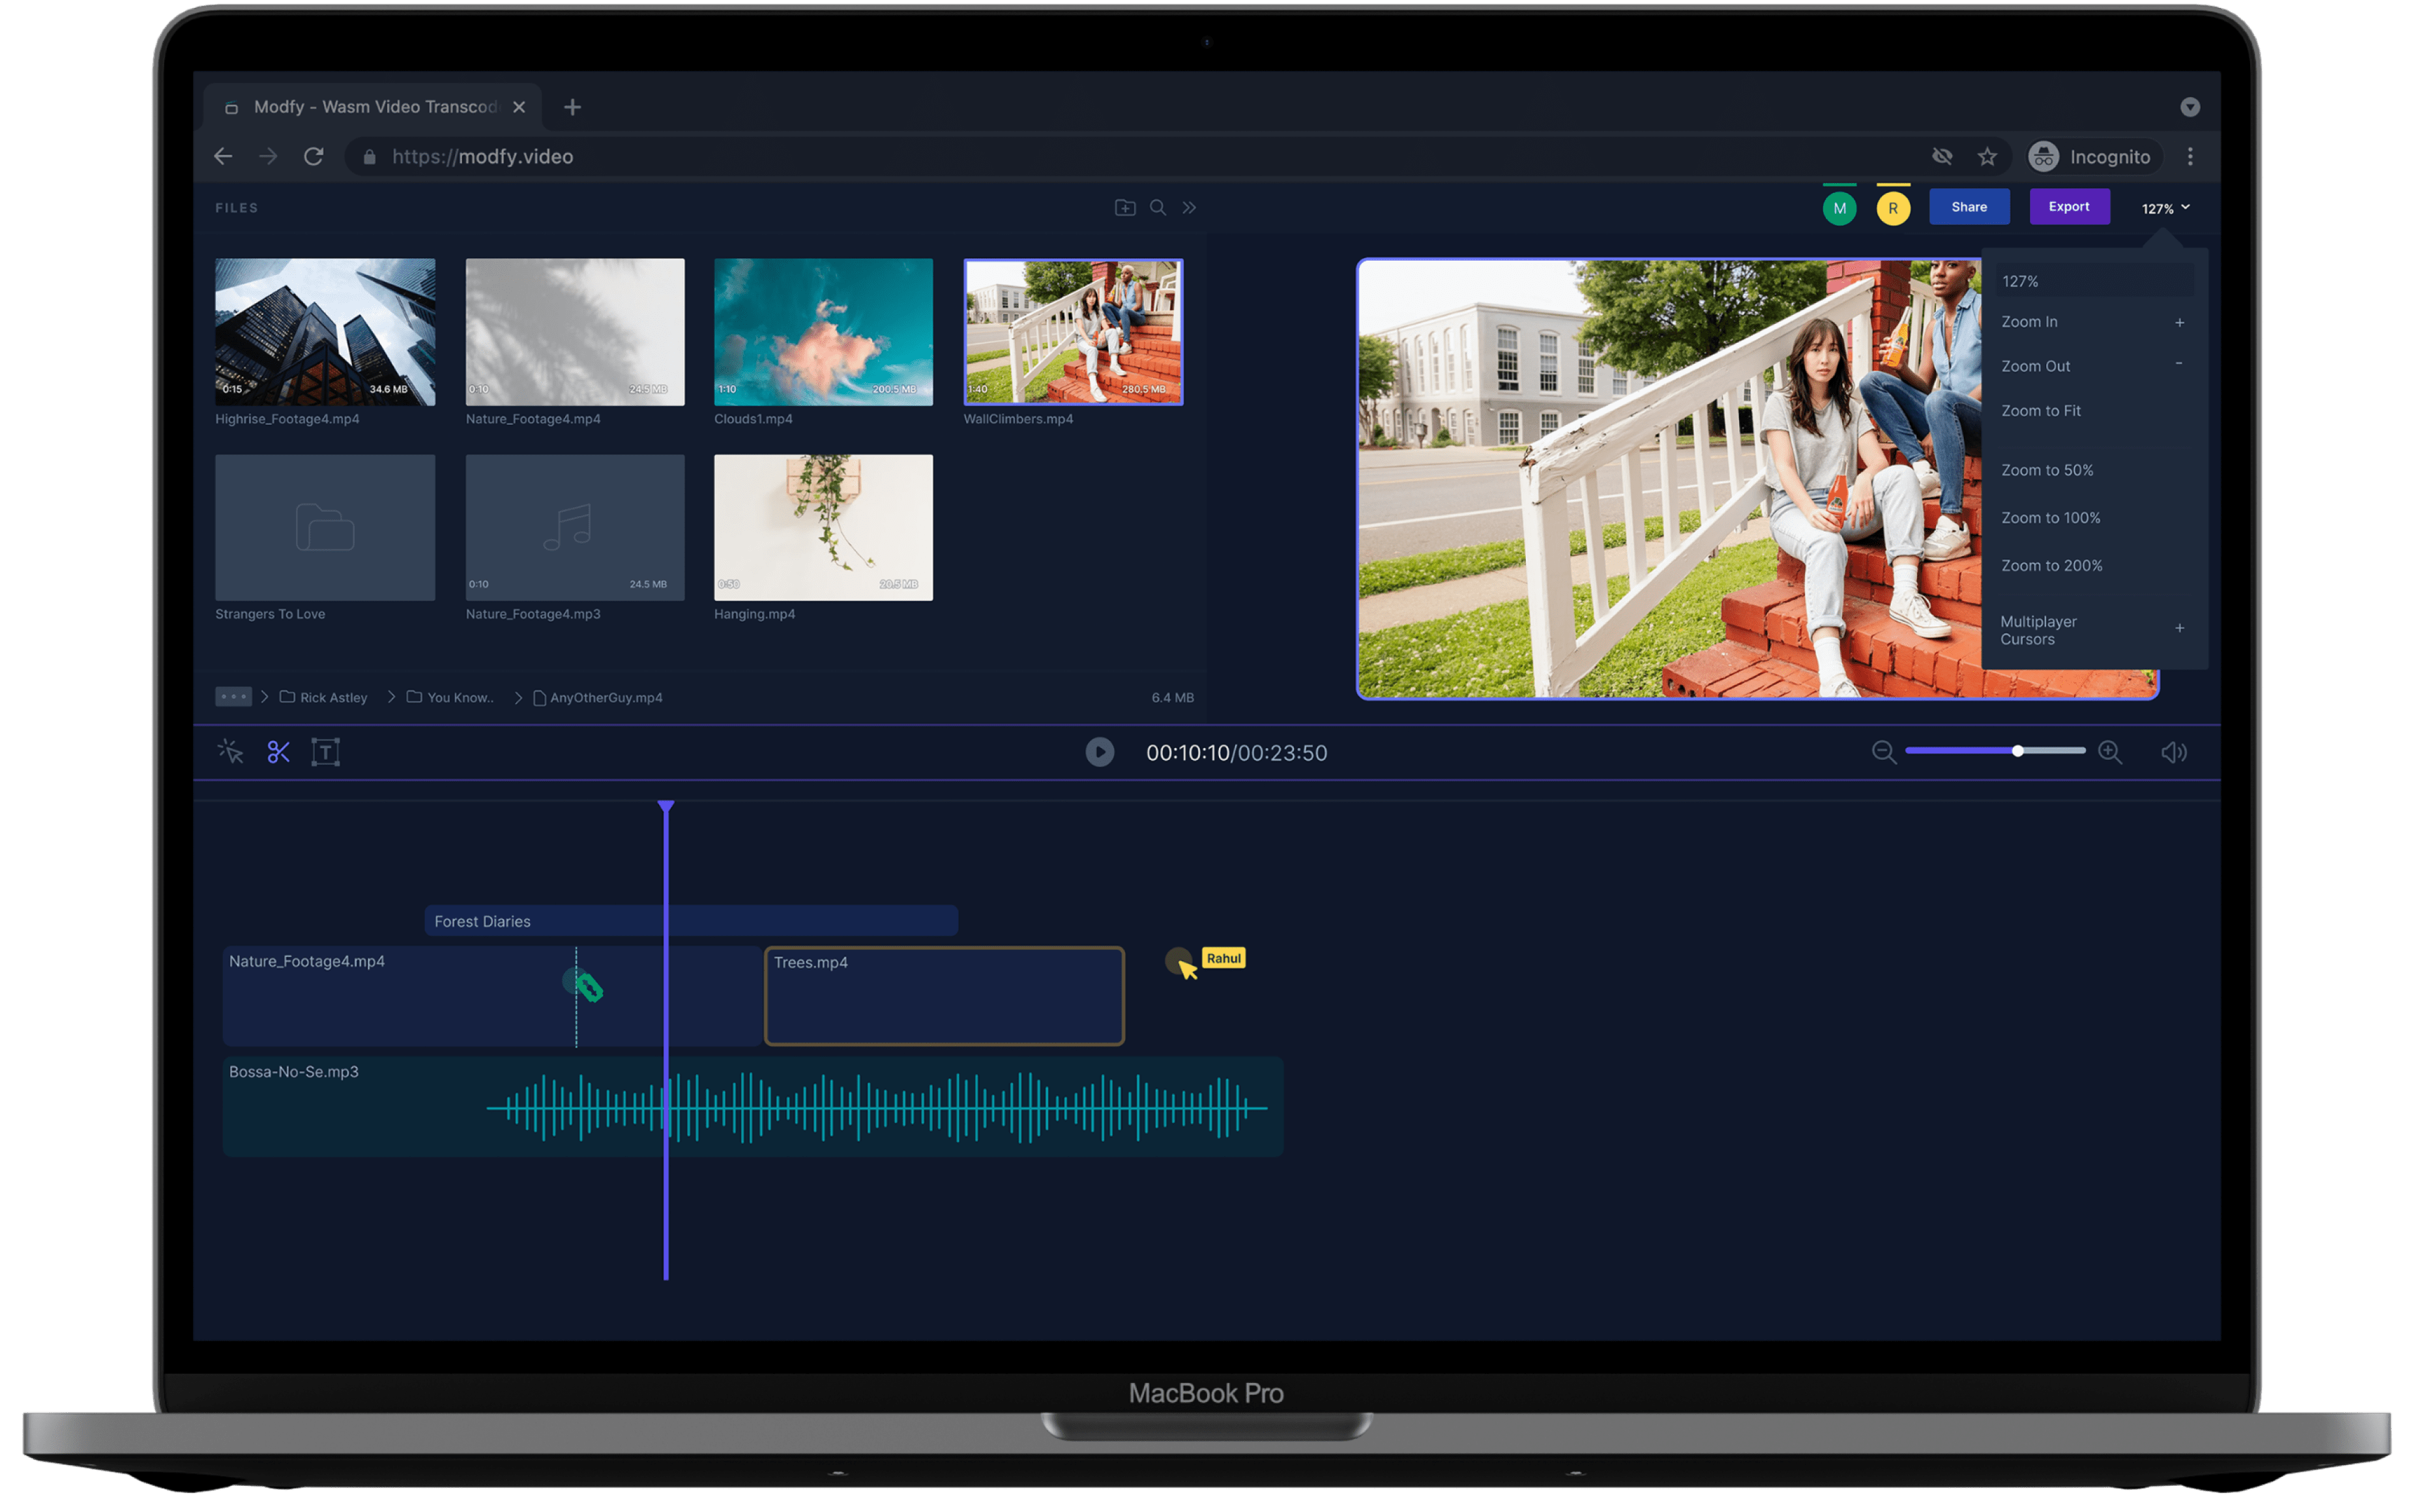 Modfy - Wasm Video Transcod
https://modfy.video
Incognito
FILES
M
R
Share
Export
127%
0:15
34.6 MB
Highrise_Footage4.mp4
0:10
24.5 MB
Nature_Footage4.mp4
1:10
200.5 MB
Clouds1.mp4
1:40
280.5 MB
WallClimbers.mp4
Strangers To Love
0:10
24.5 MB
Nature_Footage4.mp3
0:50
20.5 MB
Hanging.mp4
127%
Zoom In +
Zoom Out -
Zoom to Fit
Zoom to 50%
Zoom to 100%
Zoom to 200%
Multiplayer
Cursors +
Rick Astley
You Know..
AnyOtherGuy.mp4
6.4 MB
T
00:10:10/00:23:50
Forest Diaries
Nature_Footage4.mp4
Trees.mp4
Rahul
Bossa-No-Se.mp3
MacBook Pro